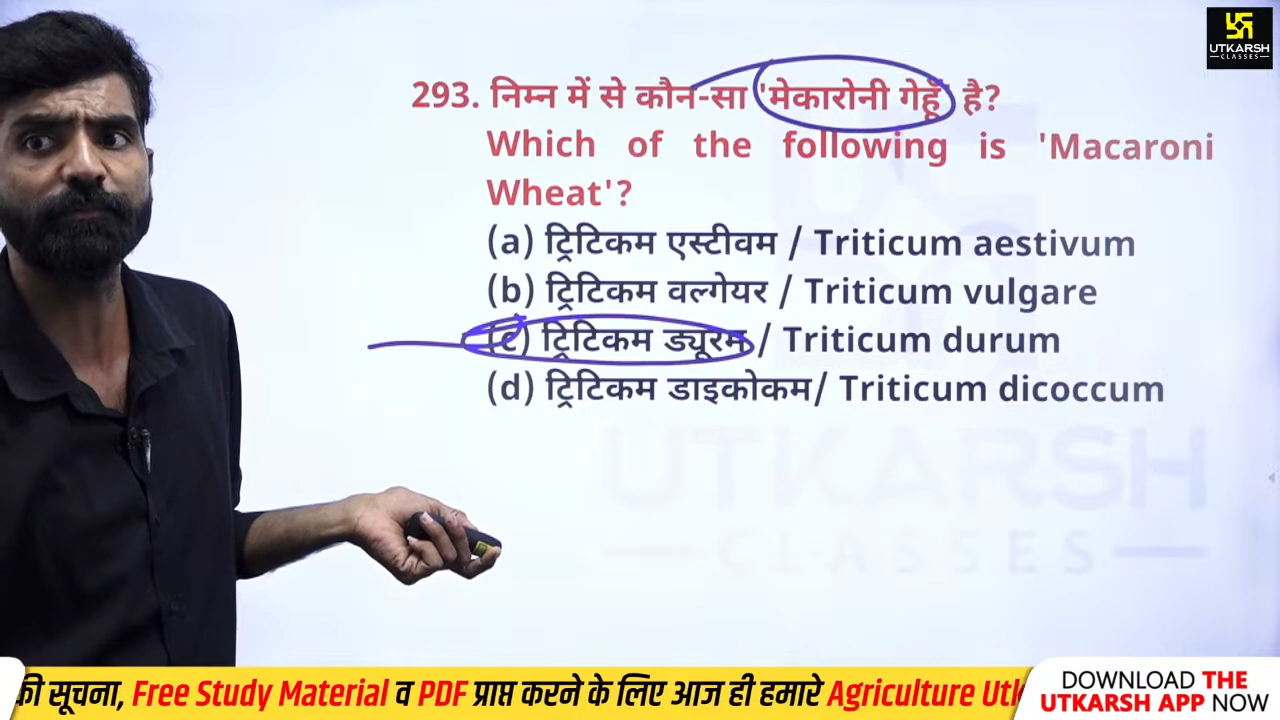 UTKARSH
CLASSES
293. निम्न में से कौन-सा 'मेकारोनी गेहूँ' है?
Which of the following is 'Macaroni
Wheat'?
(a) ट्रिटिकम एस्टीवम / Triticum aestivum
(b) ट्रिटिकम वल्गेयर / Triticum vulgare
(c) ट्रिटिकम ड्यूरम / Triticum durum
(d) ट्रिटिकम डाइकोकम/ Triticum dicoccum
UTKARSH
CLASSES
की सूचना, Free Study Material व PDF प्राप्त करने के लिए आज ही हमारे Agriculture Utk
DOWNLOAD THE
UTKARSH APP NOW